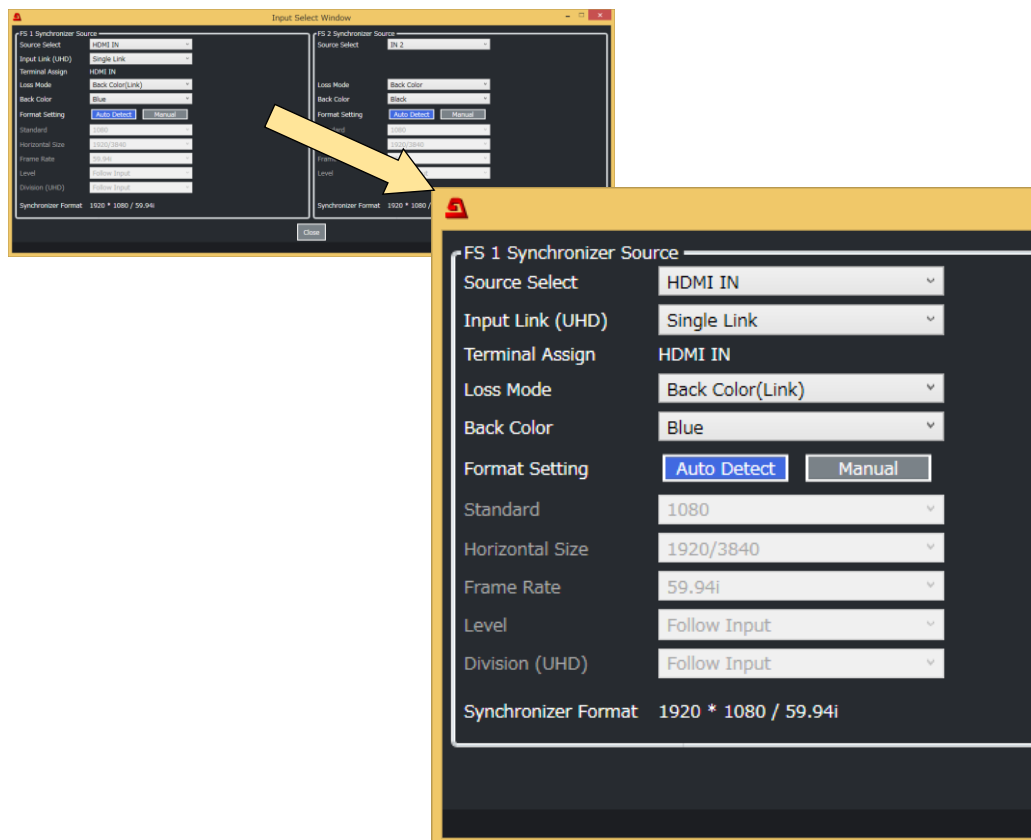 Input Select Window
FS 1 Synchronizer Source
Source Select HDMI IN
Input Link (UHD) Single Link
Terminal Assign HDMI IN
Loss Mode Back Color(Link)
Back Color Blue
Format Setting Auto Detect Manual
Standard 1080
Horizontal Size 1920/3840
Frame Rate 59.94i
Level Follow Input
Division (UHD) Follow Input
Synchronizer Format 1920 * 1080 / 59.94i
FS 2 Synchronizer Source
Source Select IN 2
Loss Mode Back Color
Back Color Black
Format Setting Auto Detect Manual
1080
1920/3840
Level
Synchronizer Format 1920 * 1080 /
Close
FS 1 Synchronizer Source
Source Select HDMI IN
Input Link (UHD) Single Link
Terminal Assign HDMI IN
Loss Mode Back Color(Link)
Back Color Blue
Format Setting Auto Detect Manual
Standard 1080
Horizontal Size 1920/3840
Frame Rate 59.94i
Level Follow Input
Division (UHD) Follow Input
Synchronizer Format 1920 * 1080 / 59.94i